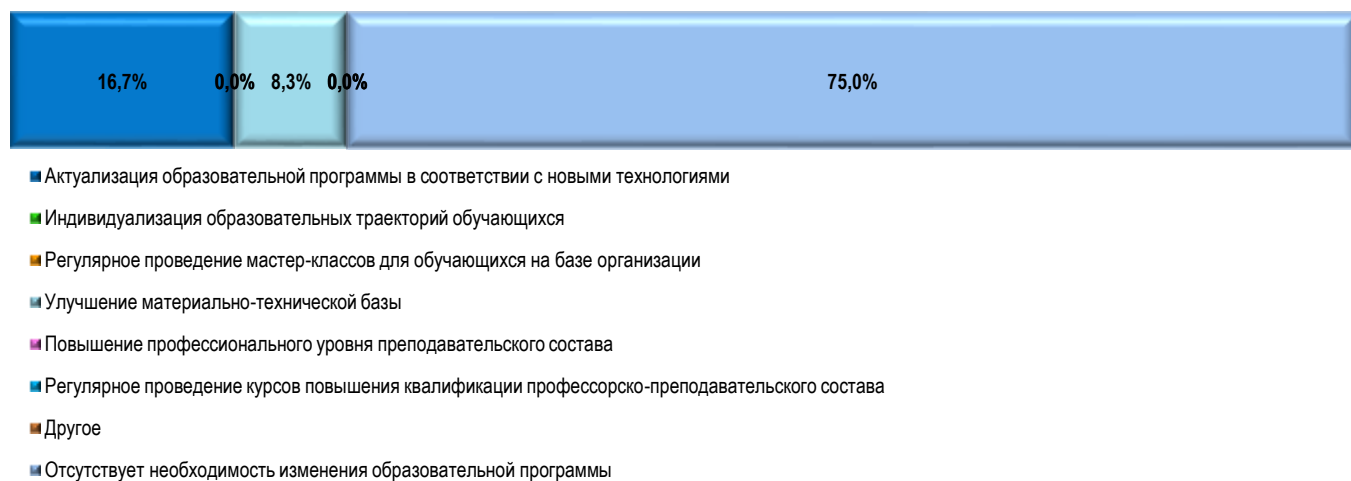 16,7% 0,0% 8,3% 0,0% 75,0%
Актуализация образовательной программы в соответствии с новыми технологиями
Индивидуализация образовательных траекторий обучающихся
Регулярное проведение мастер-классов для обучающихся на базе организации
Улучшение материально-технической базы
Повышение профессионального уровня преподавательского состава
Регулярное проведение курсов повышения квалификации профессорско-преподавательского состава
Другое
Отсутствует необходимость изменения образовательной программы